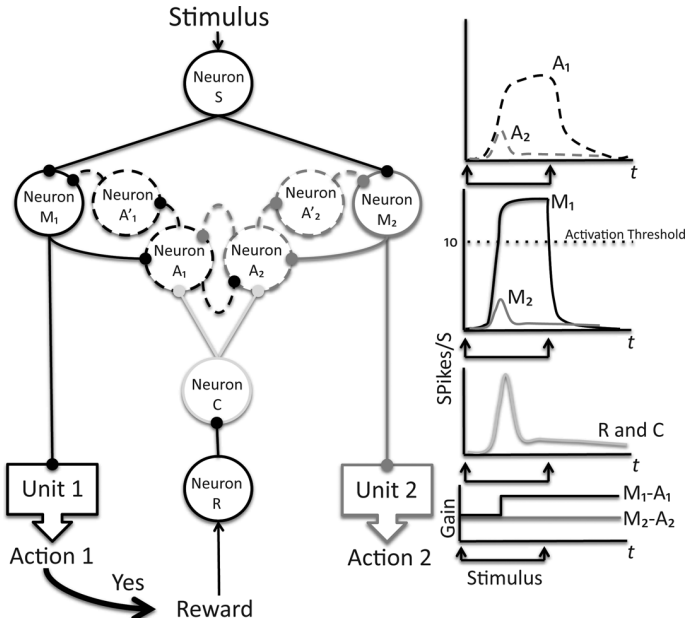 Stimulus
Neuron
S
Neuron
M₁
Neuron
A'₁
Neuron
A'₂
Neuron
M₂
Neuron
A₁
Neuron
A₂
Neuron
C
Unit 1
Neuron
R
Unit 2
Action 1
Action 2
Yes
Reward
A₁
A₂
t
M₁
10
Activation Threshold
M₂
t
SPikes/S
R and C
t
M₁-A₁
M₂-A₂
Gain
t
Stimulus